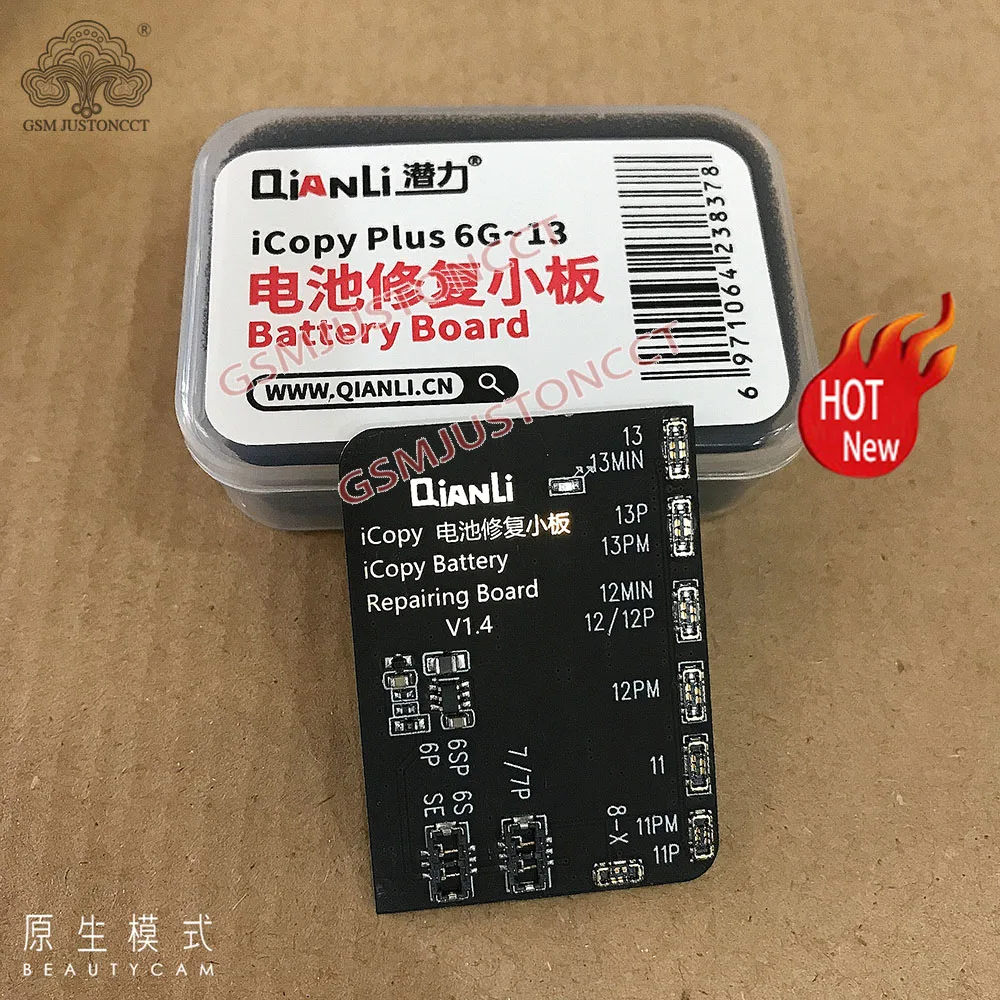 ®
GSM JUSTONCCT
QiANLi 潜力®
iCopy Plus 6G~13
电池修复小板
Battery Board
WWW.QIANLI.CN
6 971064 238378
GSMJUSTONCCT
GSMJUSTONCCT
HOT
New
QiANLi
iCopy 电池修复小板
iCopy Battery
Repairing Board
V1.4
13
13MIN
13P
13PM
12MIN
12/12P
12PM
11
11PM
11P
8-X
7/7P
6SP 6S
6P SE
原生模式
BEAUTYCAM